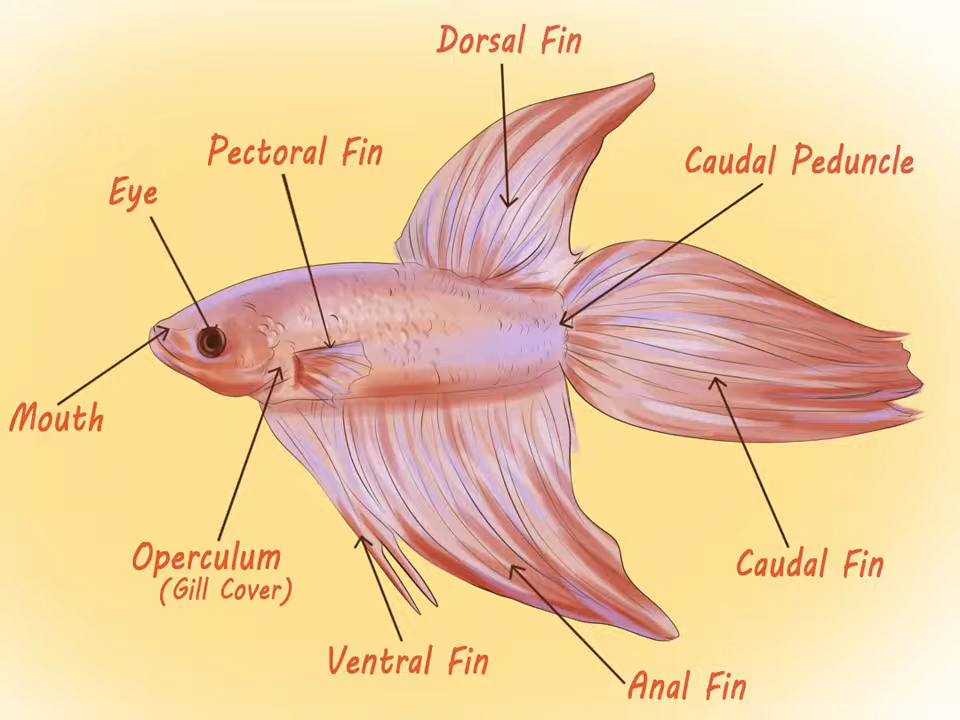 Dorsal Fin
Pectoral Fin
Caudal Peduncle
Eye
Mouth
Operculum
(Gill Cover)
Caudal Fin
Ventral Fin
Anal Fin